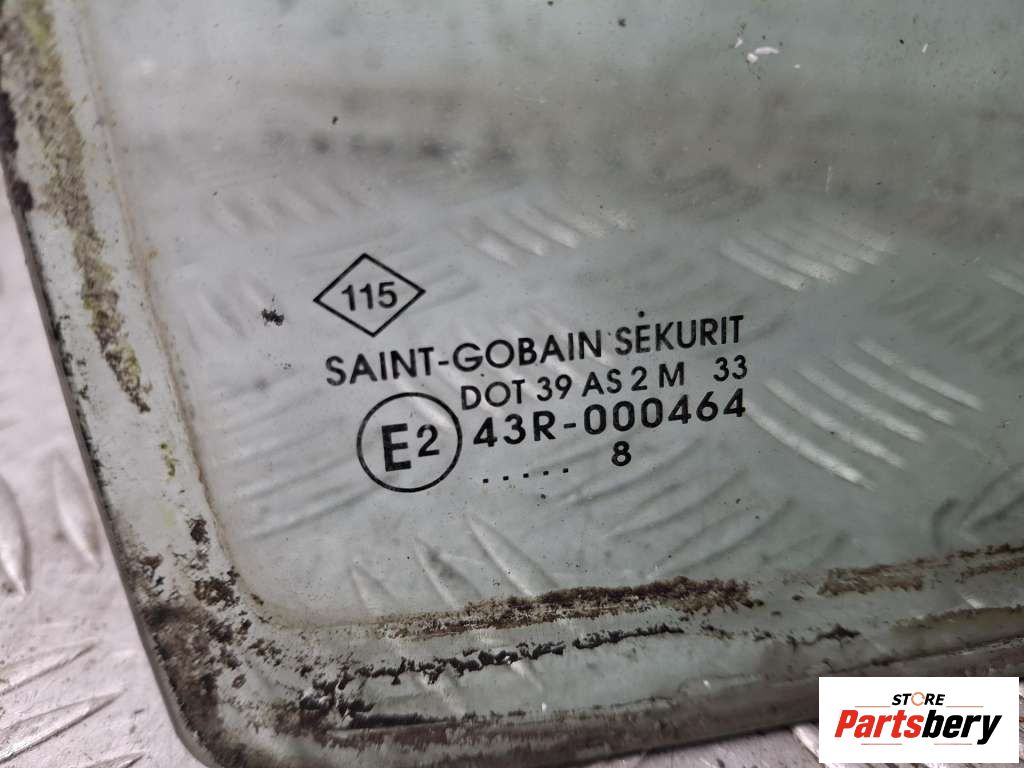 115
SAINT-GOBAIN SEKURIT
DOT 39 AS 2 M 33
E2 43R-000464
..... 8
STORE
Partsbery